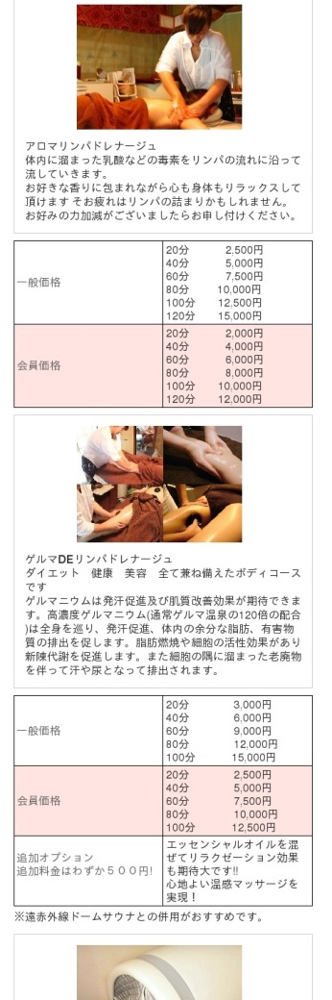 アロマリンパドレナージュ
体内に溜まった乳酸などの毒素をリンパの流れに沿って
流していきます。
お好きな香りに包まれながら心も身体もリラックスして
頂けます そお疲れはリンパの詰まりかもしれません。
お好みの力加減がございましたらお申し付けください。
一般価格
20分 2,500円
40分 5,000円
60分 7,500円
80分 10,000円
100分 12,500円
120分 15,000円
会員価格
20分 2,000円
40分 4,000円
60分 6,000円
80分 8,000円
100分 10,000円
120分 12,000円
ゲルマDEリンパドレナージュ
ダイエット 健康 美容 全て兼ね備えたボディコース
です
ゲルマニウムは発汗促進及び肌質改善効果が期待できま
す。高濃度ゲルマニウム(通常ゲルマ温泉の120倍の配合
)は全身を巡り、発汗促進、体内の余分な脂肪、有害物
質の排出を促します。脂肪燃焼や細胞の活性効果があり
新陳代謝を促進します。また細胞の隅に溜まった老廃物
を伴って汗や尿となって排出されます。
一般価格
20分 3,000円
40分 6,000円
60分 9,000円
80分 12,000円
100分 15,000円
会員価格
20分 2,500円
40分 5,000円
60分 7,500円
80分 10,000円
100分 12,500円
追加オプション
追加料金はわずか５００円!
エッセンシャルオイルを混
ぜてリラクゼーション効果
も期待大です!!
心地よい温感マッサージを
実現！
※遠赤外線ドームサウナとの併用がおすすめです。